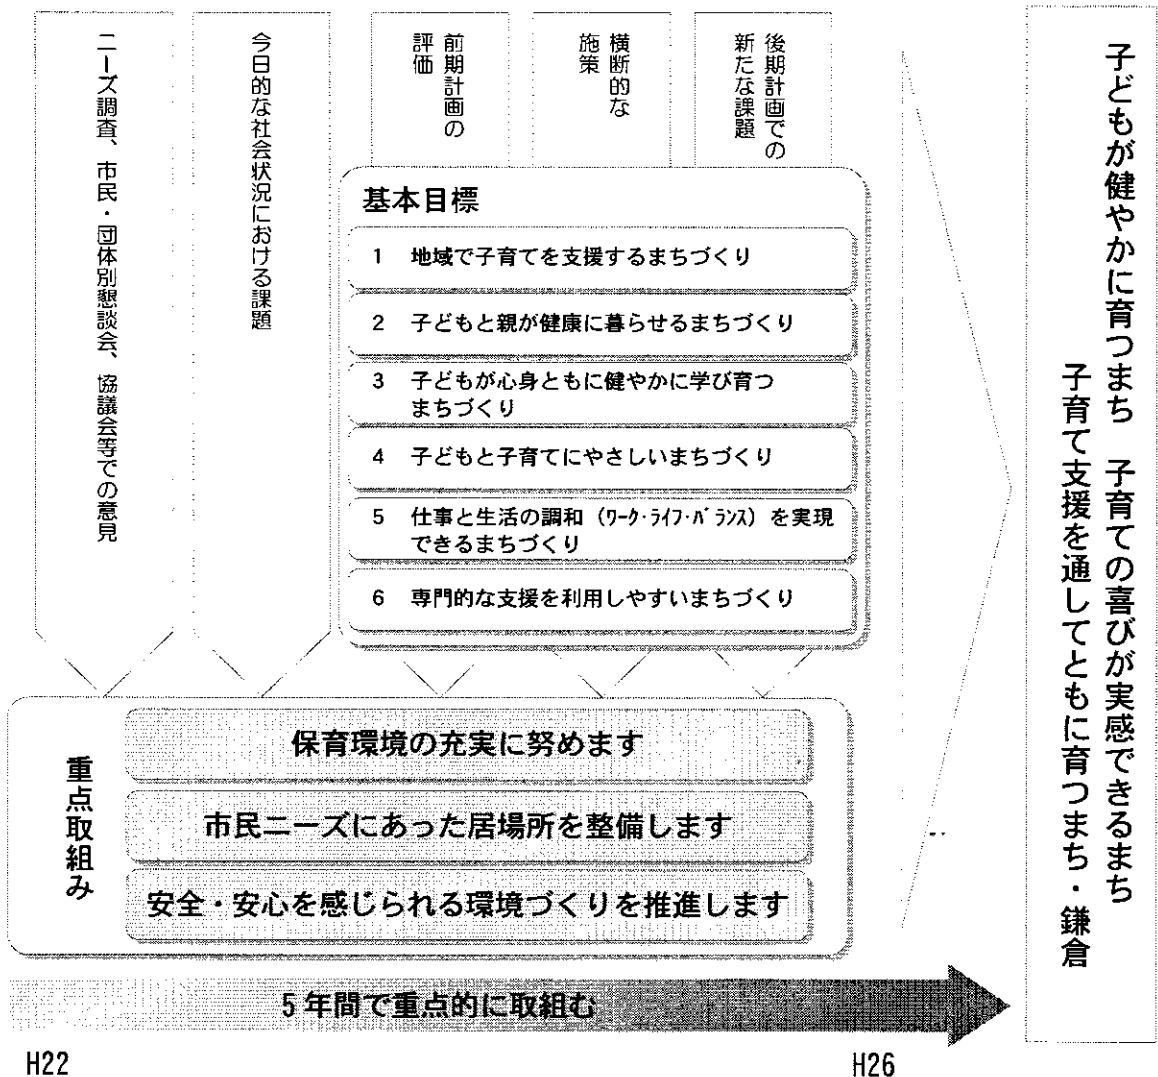 ニーズ調査、市民・団体別懇談会、協議会等での意見
今日的な社会状況における課題
前期計画の
評価
横断的な
施策
後期計画での
新たな課題
基本目標
1 地域で子育てを支援するまちづくり
2 子どもと親が健康に暮らせるまちづくり
3 子どもが心身ともに健やかに学び育つ
まちづくり
4 子どもと子育てにやさしいまちづくり
5 仕事と生活の調和（ﾜｰｸ･ﾗｲﾌ･ﾊﾞﾗﾝｽ）を実現
できるまちづくり
6 専門的な支援を利用しやすいまちづくり
重点取組み
保育環境の充実に努めます
市民ニーズにあった居場所を整備します
安全・安心を感じられる環境づくりを推進します
5年間で重点的に取組む
H22
H26
子どもが健やかに育つまち 子育ての喜びが実感できるまち
子育て支援を通してともに育つまち・鎌倉